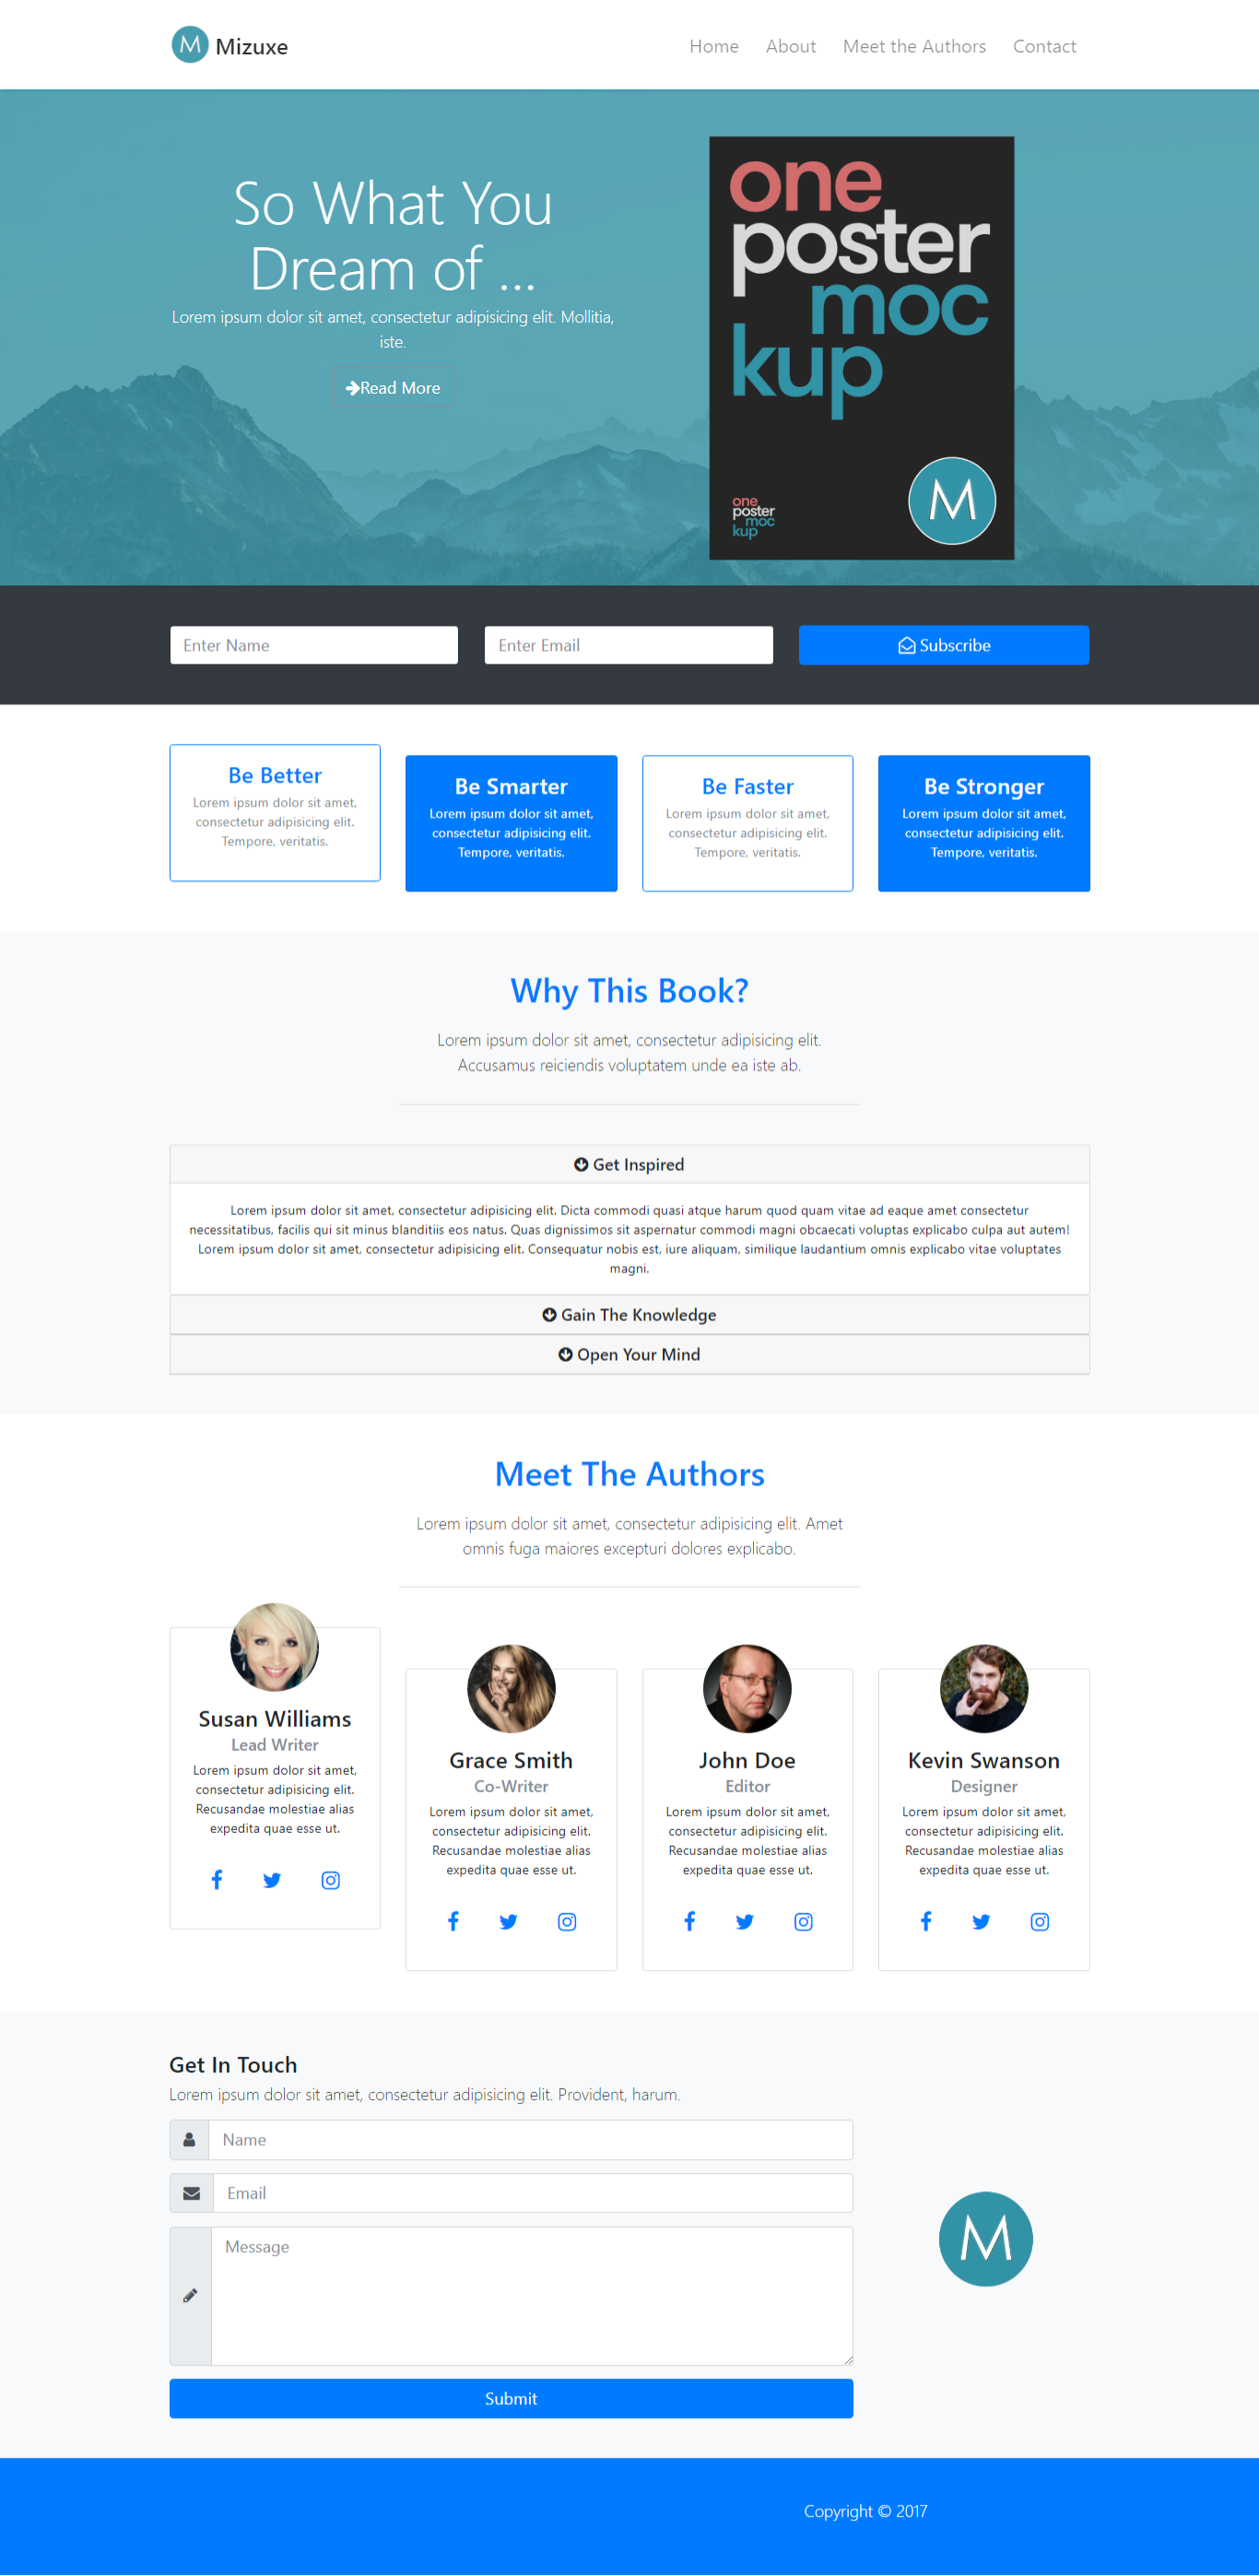 M Mizuxe
Home About Meet the Authors Contact
So What You
Dream of ...
Lorem ipsum dolor sit amet, consectetur adipisicing elit. Mollitia,
iste.
Read More
one
poster
moc
kup
one
poster
moc
kup
M
Enter Name
Enter Email
Subscribe
Be Better
Lorem ipsum dolor sit amet,
consectetur adipisicing elit.
Tempore, veritatis.
Be Smarter
Lorem ipsum dolor sit amet,
consectetur adipisicing elit.
Tempore, veritatis.
Be Faster
Lorem ipsum dolor sit amet,
consectetur adipisicing elit.
Tempore, veritatis.
Be Stronger
Lorem ipsum dolor sit amet,
consectetur adipisicing elit.
Tempore, veritatis.
Why This Book?
Lorem ipsum dolor sit amet, consectetur adipisicing elit.
Accusamus reiciendis voluptatem unde ea iste ab.
Get Inspired
Lorem ipsum dolor sit amet, consectetur adipisicing elit. Dicta commodi quasi atque harum quod quam vitae ad eaque amet consectetur
necessitatibus, facilis qui sit minus blanditiis eos natus. Quas dignissimos sit aspernatur commodi magni obcaecati voluptas explicabo culpa aut autem!
Lorem ipsum dolor sit amet, consectetur adipisicing elit. Consequatur nobis est, iure aliquam, similique laudantium omnis explicabo vitae voluptates
magni.
Gain The Knowledge
Open Your Mind
Meet The Authors
Lorem ipsum dolor sit amet, consectetur adipisicing elit. Amet
omnis fuga maiores excepturi dolores explicabo.
Susan Williams
Lead Writer
Lorem ipsum dolor sit amet,
consectetur adipisicing elit.
Recusandae molestiae alias
expedita quae esse ut.
Grace Smith
Co-Writer
Lorem ipsum dolor sit amet,
consectetur adipisicing elit.
Recusandae molestiae alias
expedita quae esse ut.
John Doe
Editor
Lorem ipsum dolor sit amet,
consectetur adipisicing elit.
Recusandae molestiae alias
expedita quae esse ut.
Kevin Swanson
Designer
Lorem ipsum dolor sit amet,
consectetur adipisicing elit.
Recusandae molestiae alias
expedita quae esse ut.
Get In Touch
Lorem ipsum dolor sit amet, consectetur adipisicing elit. Provident, harum.
Name
Email
Message
M
Submit
Copyright © 2017